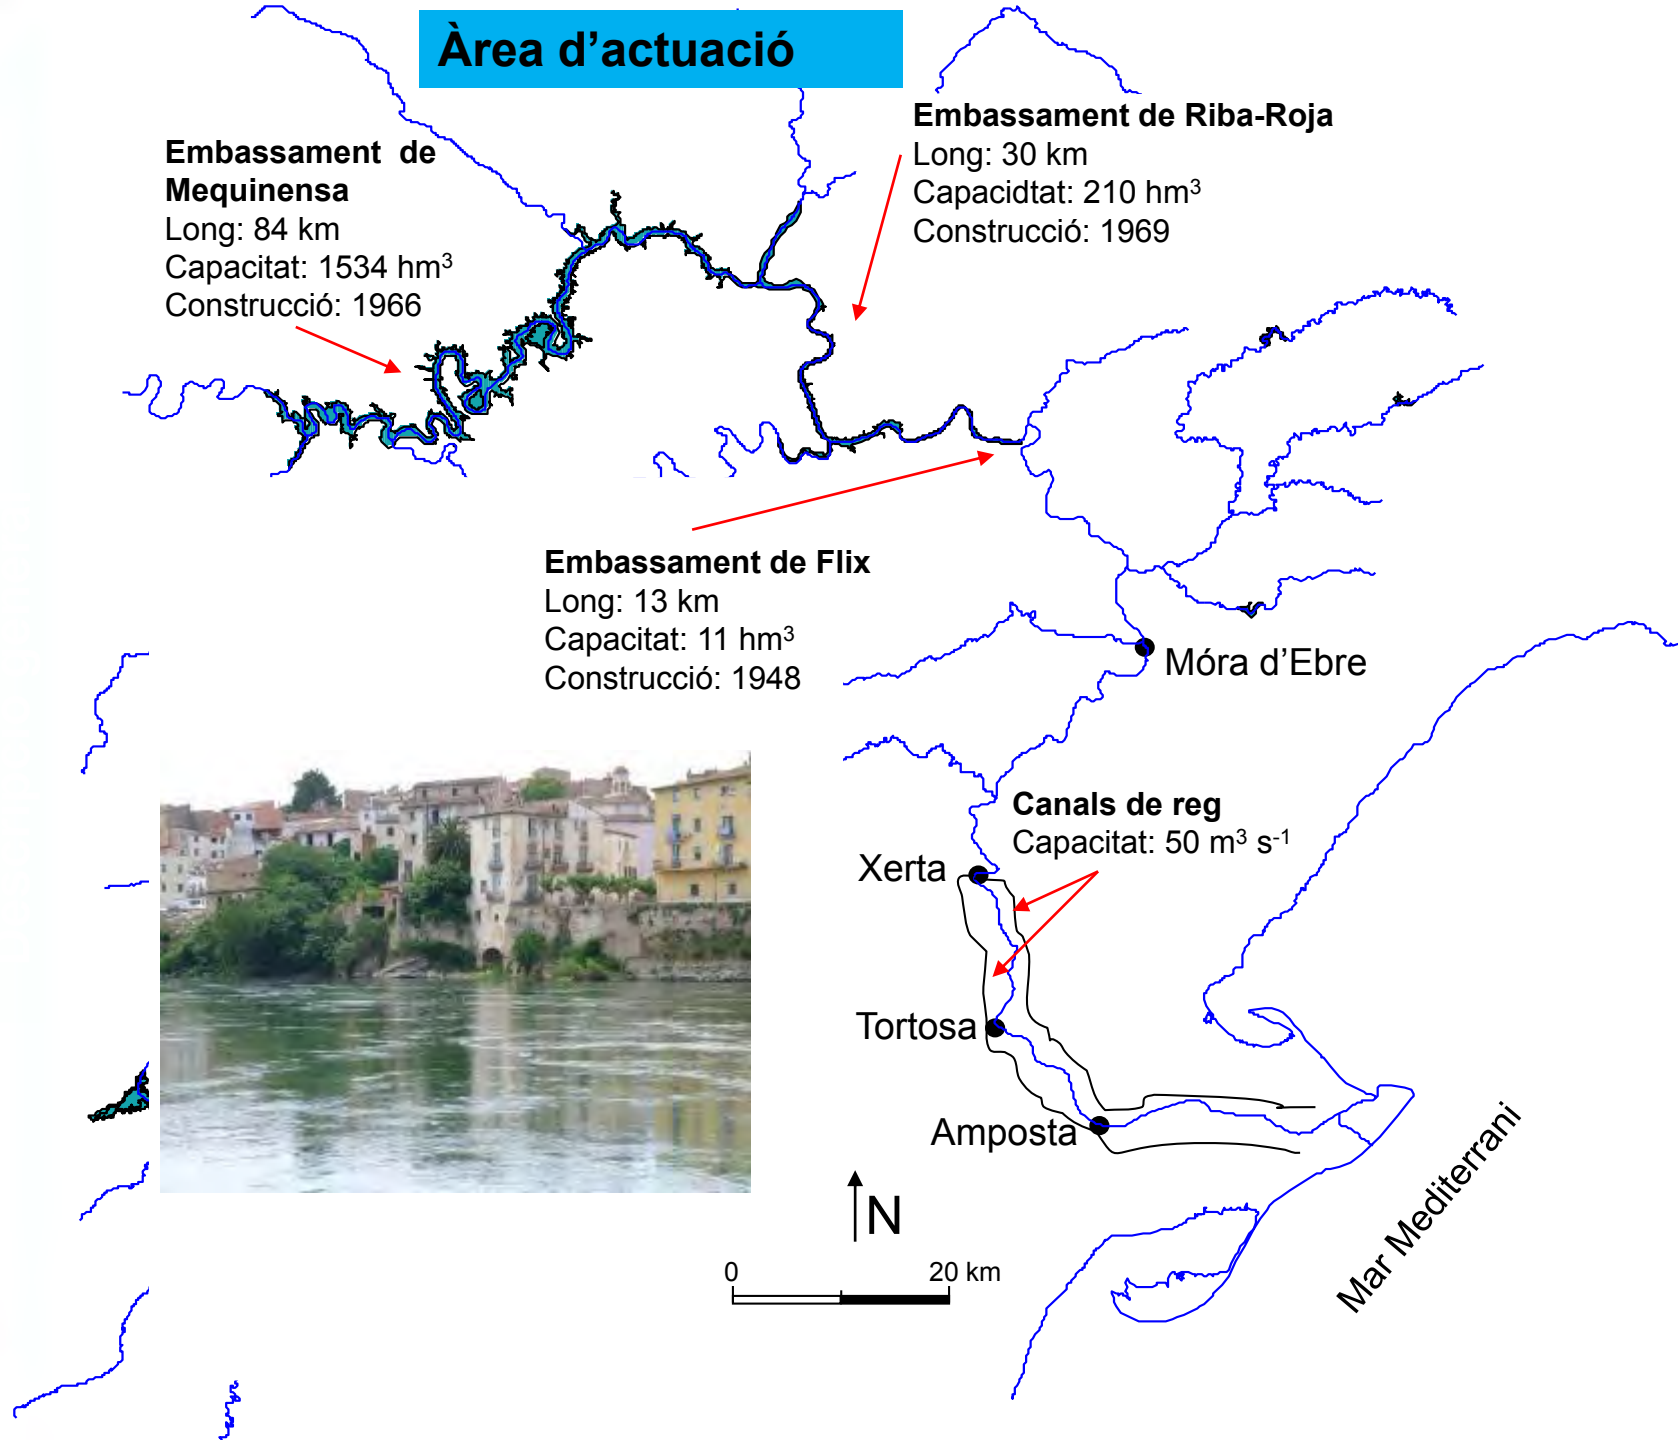 Àrea d’actuació
Embassament de Riba-Roja
Long: 30 km
Capacidtat: 210 hm³
Construcció: 1969
Embassament de
Mequinensa
Long: 84 km
Capacitat: 1534 hm³
Construcció: 1966
Embassament de Flix
Long: 13 km
Capacitat: 11 hm³
Construcció: 1948
Móra d’Ebre
Canals de reg
Capacitat: 50 m³ s⁻¹
Xerta
Tortosa
Amposta
Mar Mediterrani
N
0 20 km